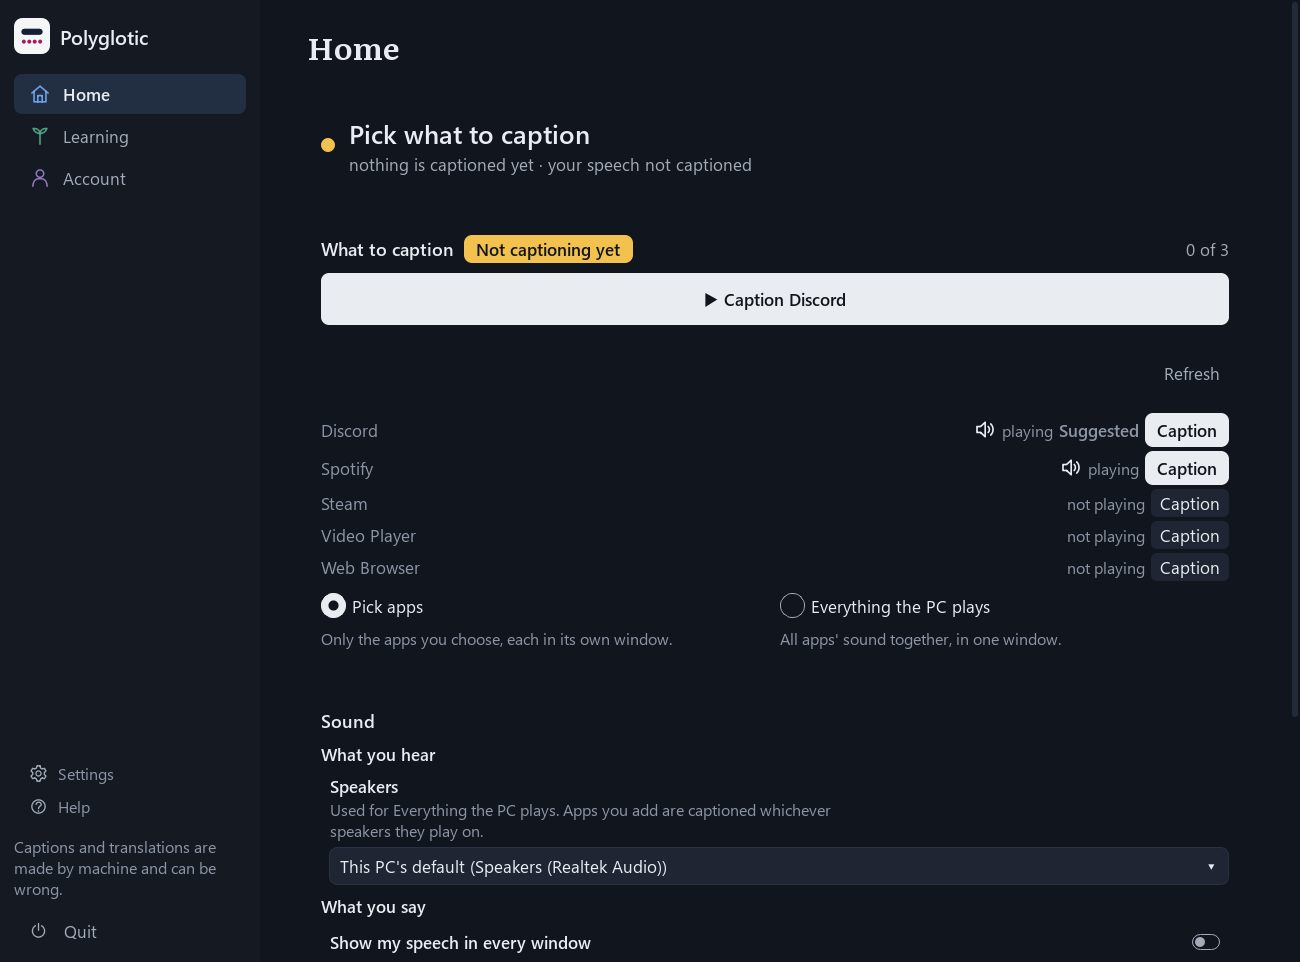 Polyglotic
Home
Learning
Account
Settings
Help
Captions and translations are
made by machine and can be
wrong.
Quit
Home
Pick what to caption
nothing is captioned yet · your speech not captioned
What to caption Not captioning yet 0 of 3
▶ Caption Discord
Refresh
Discord playing Suggested Caption
Spotify playing Caption
Steam not playing Caption
Video Player not playing Caption
Web Browser not playing Caption
Pick apps Everything the PC plays
Only the apps you choose, each in its own window. All apps' sound together, in one window.
Sound
What you hear
Speakers
Used for Everything the PC plays. Apps you add are captioned whichever
speakers they play on.
This PC's default (Speakers (Realtek Audio))
What you say
Show my speech in every window